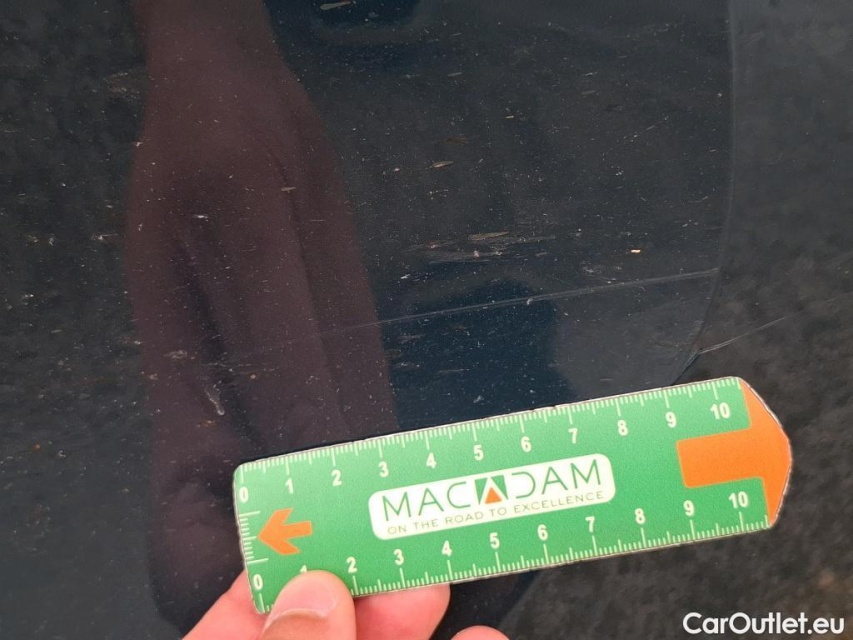 0 1 2 3 4 5 6 7 8 9 10
MACADAM
ON THE ROAD TO EXCELLENCE
0 1 2 3 4 5 6 7 8 9 10
CarOutlet.eu